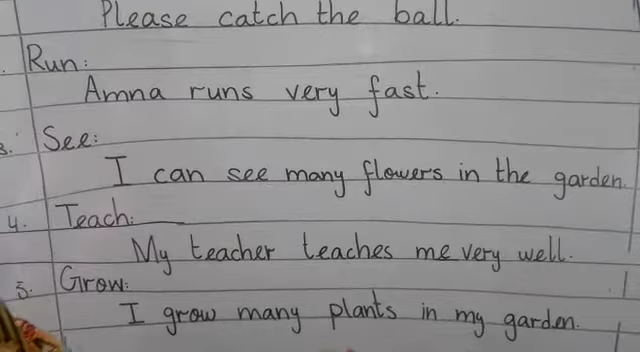 Please catch the ball.
Run:
Amna runs very fast.
3. See:
I can see many flowers in the garden.
4. Teach:
My teacher teaches me very well.
5. Grow:
I grow many plants in my garden.